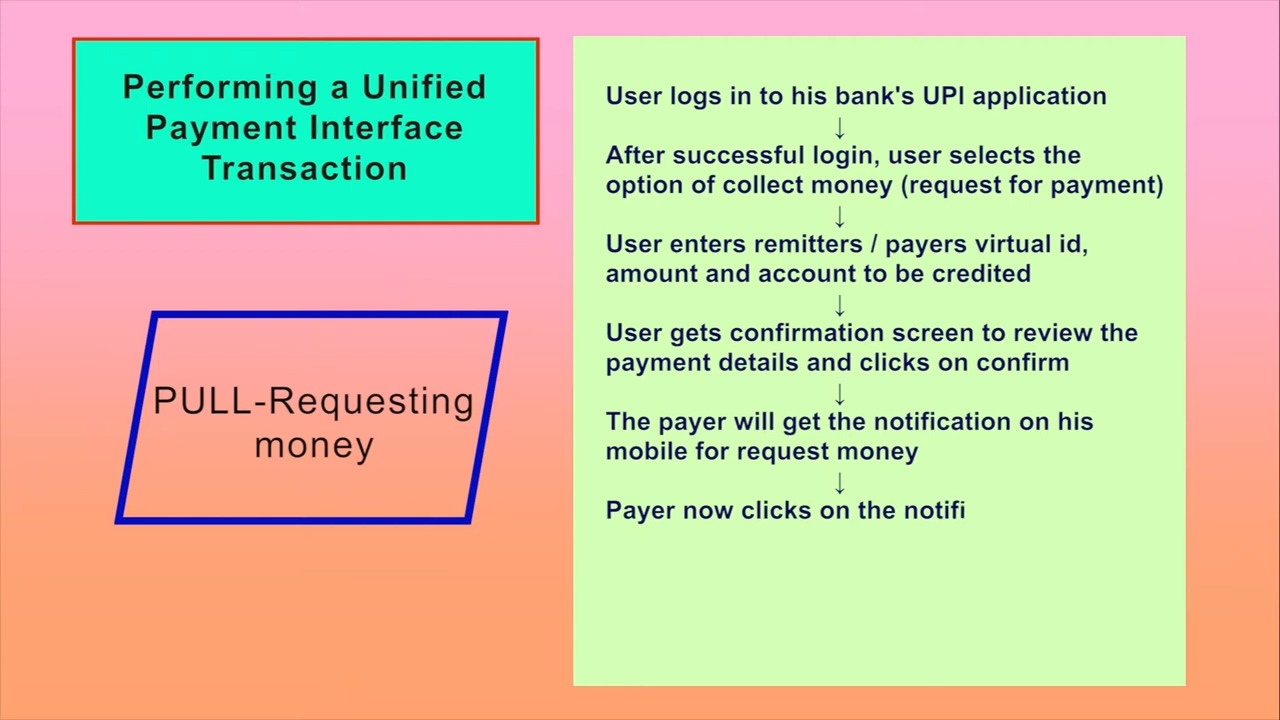 Performing a Unified
Payment Interface
Transaction
PULL-Requesting
money
User logs in to his bank's UPI application
↓
After successful login, user selects the
option of collect money (request for payment)
↓
User enters remitters / payers virtual id,
amount and account to be credited
↓
User gets confirmation screen to review the
payment details and clicks on confirm
↓
The payer will get the notification on his
mobile for request money
↓
Payer now clicks on the notifi